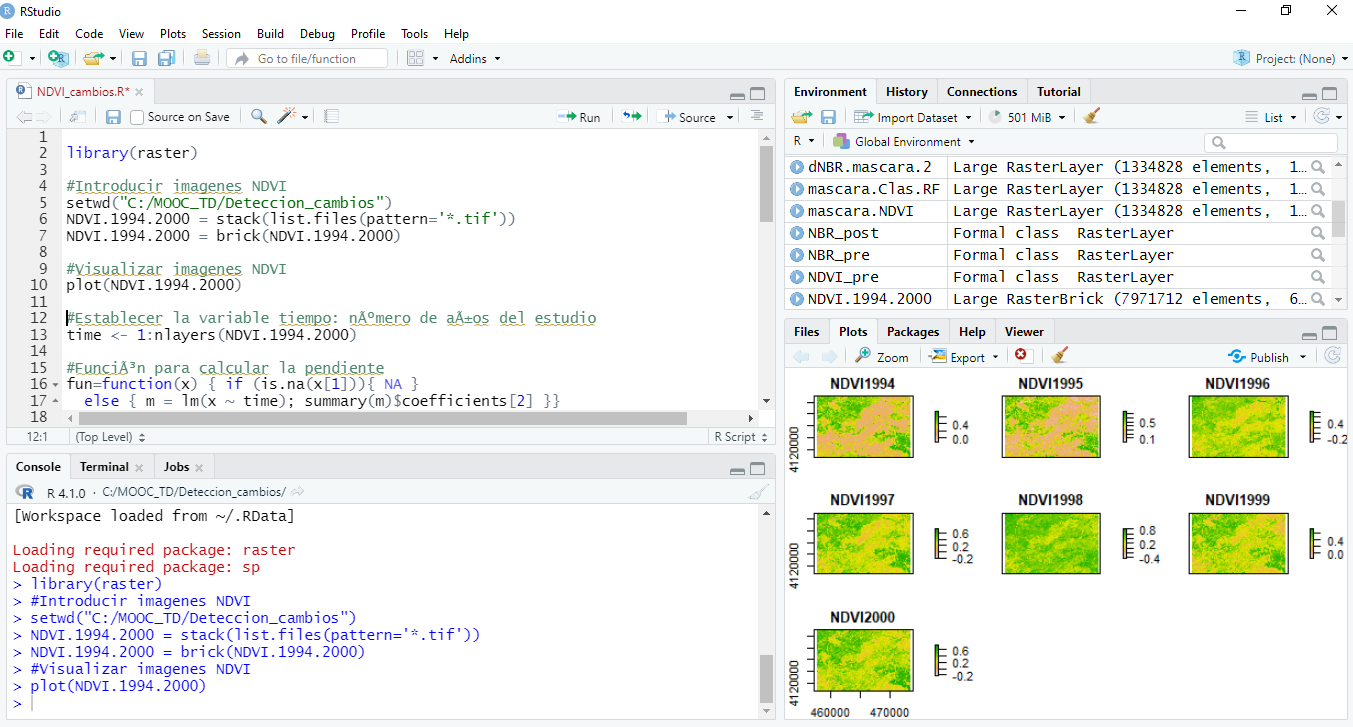 RStudio
File Edit Code View Plots Session Build Debug Profile Tools Help
Go to file/function Addins Project: (None)
NDVI_cambios.R*
Source on Save Run Source
1
2 library(raster)
3
4 #Introducir imagenes NDVI
5 setwd("C:/MOOC_TD/Deteccion_cambios")
6 NDVI.1994.2000 = stack(list.files(pattern='*.tif'))
7 NDVI.1994.2000 = brick(NDVI.1994.2000)
8
9 #Visualizar imagenes NDVI
10 plot(NDVI.1994.2000)
11
12 #Establecer la variable tiempo: nÃºmero de aÃ±os del estudio
13 time <- 1:nlayers(NDVI.1994.2000)
14
15 #FunciÃ³n para calcular la pendiente
16 fun=function(x) { if (is.na(x[1])){ NA }
17 else { m = lm(x ~ time); summary(m)$coefficients[2] }}
18
12:1 (Top Level) R Script
Console Terminal Jobs
R 4.1.0 · C:/MOOC_TD/Deteccion_cambios/
[Workspace loaded from ~/.RData]
Loading required package: raster
Loading required package: sp
> library(raster)
> #Introducir imagenes NDVI
> setwd("C:/MOOC_TD/Deteccion_cambios")
> NDVI.1994.2000 = stack(list.files(pattern='*.tif'))
> NDVI.1994.2000 = brick(NDVI.1994.2000)
> #Visualizar imagenes NDVI
> plot(NDVI.1994.2000)
>
Environment History Connections Tutorial
Import Dataset 501 MiB List
R Global Environment
dNBR.mascara.2 Large RasterLayer (1334828 elements, 1…
mascara.Clas.RF Large RasterLayer (1334828 elements, 1…
mascara.NDVI Large RasterLayer (1334828 elements, 1…
NBR_post Formal class RasterLayer
NBR_pre Formal class RasterLayer
NDVI_pre Formal class RasterLayer
NDVI.1994.2000 Large RasterBrick (7971712 elements, 6…
Files Plots Packages Help Viewer
Zoom Export Publish
NDVI1994 NDVI1995 NDVI1996
4120000
0.4
0.0
0.5
0.1
0.4
-0.2
NDVI1997 NDVI1998 NDVI1999
4120000
0.6
0.2
-0.2
0.8
0.2
-0.4
0.4
0.0
NDVI2000
4120000
0.6
0.2
-0.2
460000 470000